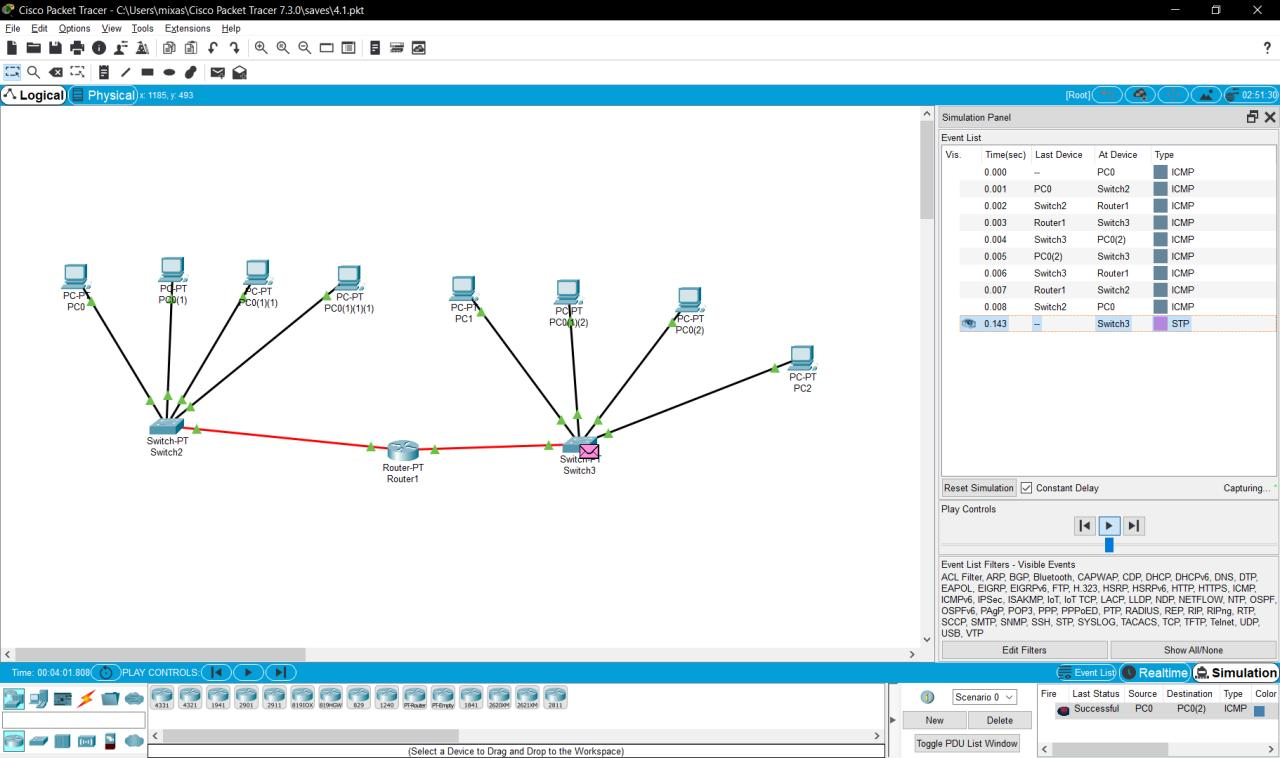 Cisco Packet Tracer - C:\Users\mixas\Cisco Packet Tracer 7.3.0\saves\4.1.pkt
File Edit Options View Tools Extensions Help
?
Logical Physical x: 1185, y: 493 [Root] 02:51:30
PC-PT
PC0
PC-PT
PC0(1)
PC-PT
PC0(1)(1)
PC-PT
PC0(1)(1)(1)
PC-PT
PC1
PC-PT
PC0(1)(2)
PC-PT
PC0(2)
PC-PT
PC2
Switch-PT
Switch2
Router-PT
Router1
Switch-PT
Switch3
Simulation Panel
Event List
Vis. Time(sec) Last Device At Device Type
0.000 -- PC0 ICMP
0.001 PC0 Switch2 ICMP
0.002 Switch2 Router1 ICMP
0.003 Router1 Switch3 ICMP
0.004 Switch3 PC0(2) ICMP
0.005 PC0(2) Switch3 ICMP
0.006 Switch3 Router1 ICMP
0.007 Router1 Switch2 ICMP
0.008 Switch2 PC0 ICMP
0.143 -- Switch3 STP
Reset Simulation Constant Delay Capturing...
Play Controls
Event List Filters - Visible Events
ACL Filter, ARP, BGP, Bluetooth, CAPWAP, CDP, DHCP, DHCPv6, DNS, DTP,
EAPOL, EIGRP, EIGRPv6, FTP, H.323, HSRP, HSRPv6, HTTP, HTTPS, ICMP,
ICMPv6, IPSec, ISAKMP, IoT, IoT TCP, LACP, LLDP, NDP, NETFLOW, NTP, OSPF,
OSPFv6, PAgP, POP3, PPP, PPPoED, PTP, RADIUS, REP, RIP, RIPng, RTP,
SCCP, SMTP, SNMP, SSH, STP, SYSLOG, TACACS, TCP, TFTP, Telnet, UDP,
USB, VTP
Edit Filters Show All/None
Time: 00:04:01.808 PLAY CONTROLS: Event List Realtime Simulation
4331 4321 1941 2901 2911 819IOX 819HGW 829 1240 PT-Router PT-Empty 1841 2620XM 2621XM 2811
(Select a Device to Drag and Drop to the Workspace)
Scenario 0
New Delete
Toggle PDU List Window
Fire Last Status Source Destination Type Color
Successful PC0 PC0(2) ICMP